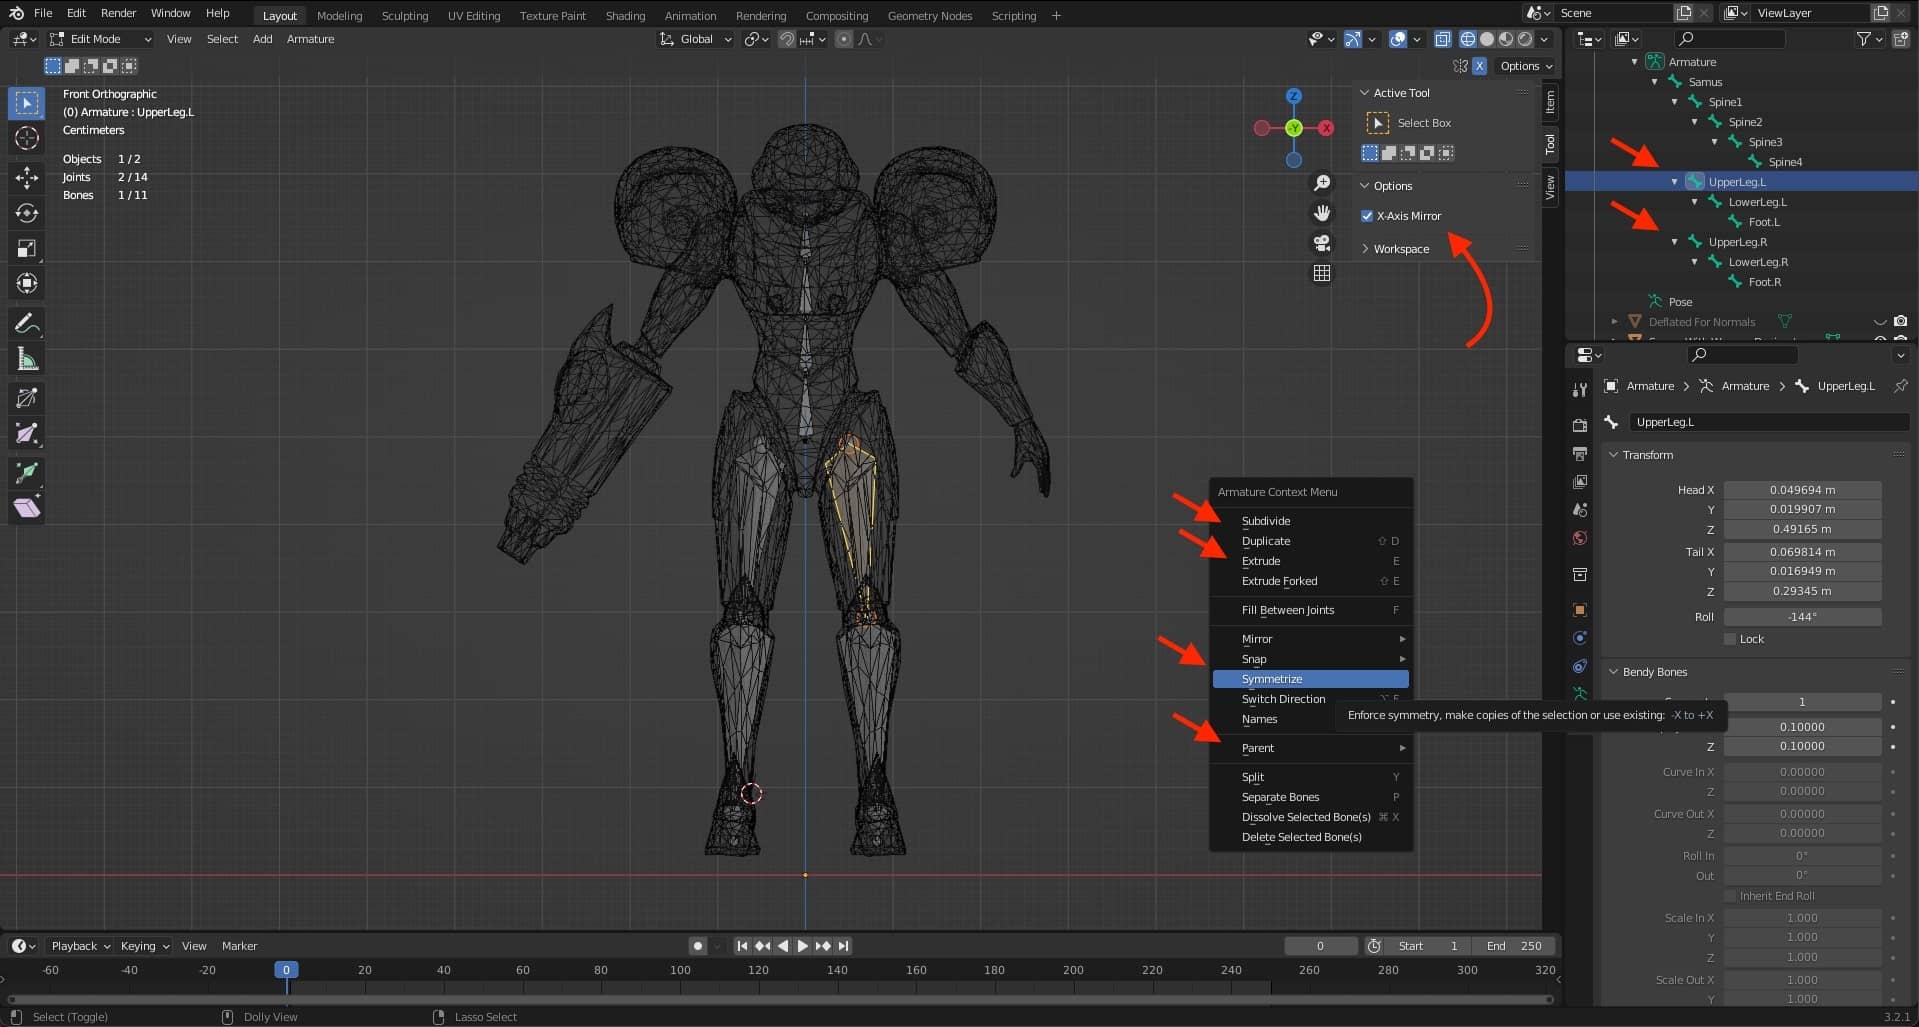 File Edit Render Window Help Layout Modeling Sculpting UV Editing Texture Paint Shading Animation Rendering Compositing Geometry Nodes Scripting + Scene ViewLayer
Edit Mode View Select Add Armature Global
X Options
Front Orthographic
(0) Armature : UpperLeg.L
Centimeters
Objects 1 / 2
Joints 2 / 14
Bones 1 / 11
Z
-Y X
Active Tool
Select Box
Options
X-Axis Mirror
Workspace
Item
Tool
View
Armature
Samus
Spine1
Spine2
Spine3
Spine4
UpperLeg.L
LowerLeg.L
Foot.L
UpperLeg.R
LowerLeg.R
Foot.R
Pose
Deflated For Normals
Armature Context Menu
Subdivide
Duplicate ⇧ D
Extrude E
Extrude Forked ⇧ E
Fill Between Joints F
Mirror
Snap
Symmetrize
Switch Direction ⌥ F
Names
Parent
Split Y
Separate Bones P
Dissolve Selected Bone(s) ⌘ X
Delete Selected Bone(s)
Enforce symmetry, make copies of the selection or use existing: -X to +X
Armature > Armature > UpperLeg.L
UpperLeg.L
Transform
Head X 0.049694 m
Y 0.019907 m
Z 0.49165 m
Tail X 0.069814 m
Y 0.016949 m
Z 0.29345 m
Roll -144°
Lock
Bendy Bones
1
0.10000
Z 0.10000
Curve In X 0.00000
Z 0.00000
Curve Out X 0.00000
Z 0.00000
Roll In 0°
Out 0°
Inherit End Roll
Scale In X 1.000
Y 1.000
Z 1.000
Scale Out X 1.000
Y 1.000
Playback Keying View Marker 0 Start 1 End 250
-60 -40 -20 0 20 40 60 80 100 120 140 160 180 200 220 240 260 280 300 320
Select (Toggle) Dolly View Lasso Select 3.2.1